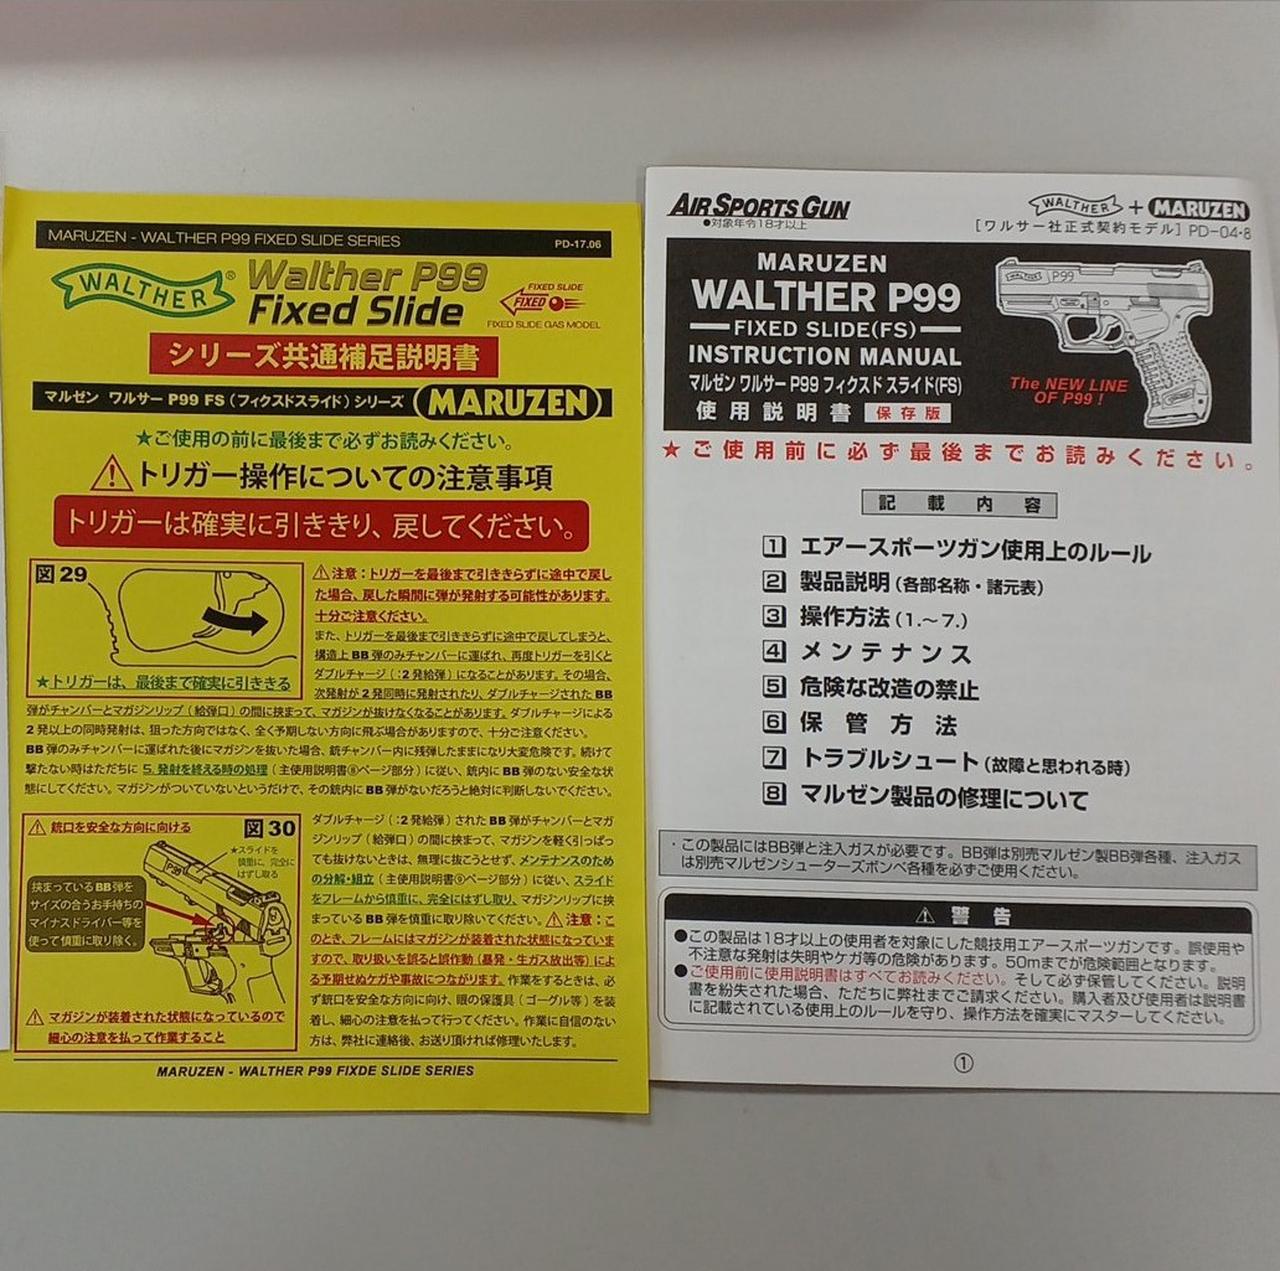 MARUZEN - WALTHER P99 FIXED SLIDE SERIES
PD-17.06
WALTHER®
Walther P99
Fixed Slide
FIXED SLIDE
FIXED
FIXED SLIDE GAS MODEL
シリーズ共通補足説明書
マルゼン ワルサー P99 FS(フィクスドスライド)シリーズ
MARUZEN
★ご使用の前に最後まで必ずお読みください。
トリガー操作についての注意事項
トリガーは確実に引ききり、戻してください。
図29
★トリガーは、最後まで確実に引ききる
⚠注意:トリガーを最後まで引ききらずに途中で戻し
た場合、戻した瞬間に弾が発射する可能性があります。
十分ご注意ください。
また、トリガーを最後まで引ききらずに途中で戻してしまうと、
構造上BB弾のみチャンバーに運ばれ、再度トリガーを引くと
ダブルチャージ(:2発給弾)になることがあります。その場合、
次発射が2発同時に発射されたり、ダブルチャージされたBB
弾がチャンバーとマガジンリップ(給弾口)の間に挟まって、マガジンが抜けなくなることがあります。ダブルチャージによる
2発以上の同時発射は、狙った方向ではなく、全く予期しない方向に飛ぶ場合がありますので、十分ご注意ください。
BB弾のみチャンバーに運ばれた後にマガジンを抜いた場合、銃チャンバー内に残弾したままになり大変危険です。続けて
撃たない時はただちに 5. 発射を終える時の処理(主使用説明書⑧ページ部分)に従い、銃内にBB弾のない安全な状
態にしてください。マガジンがついていないというだけで、その銃内にBB弾がないだろうと絶対に判断しないでください。
⚠銃口を安全な方向に向ける
図30
★スライドを
慎重に、完全に
はずし取る
挟まっているBB弾を
サイズの合うお手持ちの
マイナスドライバー等を
使って慎重に取り除く。
⚠マガジンが装着された状態になっているので
細心の注意を払って作業すること
ダブルチャージ(:2発給弾)されたBB弾がチャンバーとマガ
ジンリップ(給弾口)の間に挟まって、マガジンを軽く引っぱっ
ても抜けないときは、無理に抜こうとせず、メンテナンスのため
の分解・組立(主使用説明書⑨ページ部分)に従い、スライド
をフレームから慎重に、完全にはずし取り、マガジンリップに挟
まっているBB弾を慎重に取り除いてください。⚠注意:こ
のとき、フレームにはマガジンが装着された状態になっていま
すので、取り扱いを誤ると誤作動(暴発・生ガス放出等)によ
る予期せぬケガや事故につながります。作業をするときは、必
ず銃口を安全な方向に向け、眼の保護具(ゴーグル等)を装
着し、細心の注意を払って行ってください。作業に自信のない
方は、弊社に連絡後、お送り頂ければ修理いたします。
MARUZEN - WALTHER P99 FIXDE SLIDE SERIES
AIR SPORTS GUN
●対象年令18才以上
WALTHER + MARUZEN
[ワルサー社正式契約モデル] PD-04・8
MARUZEN
WALTHER P99
FIXED SLIDE(FS)
INSTRUCTION MANUAL
マルゼン ワルサー P99 フィクスド スライド(FS)
使用説明書 保存版
P99
The NEW LINE
OF P99 !
★ご使用前に必ず最後までお読みください。
記載内容
1 エアースポーツガン使用上のルール
2 製品説明(各部名称・諸元表)
3 操作方法(1.〜7.)
4 メンテナンス
5 危険な改造の禁止
6 保管方法
7 トラブルシュート(故障と思われる時)
8 マルゼン製品の修理について
・この製品にはBB弾と注入ガスが必要です。BB弾は別売マルゼン製BB弾各種、注入ガス
は別売マルゼンシューターズボンベ各種を必ずご使用ください。
⚠警告
●この製品は18才以上の使用者を対象にした競技用エアースポーツガンです。誤使用や
不注意な発射は失明やケガ等の危険があります。50mまでが危険範囲となります。
●ご使用前に使用説明書はすべてお読みください。そして必ず保管してください。説明
書を紛失された場合、ただちに弊社までご請求ください。購入者及び使用者は説明書
に記載されている使用上のルールを守り、操作方法を確実にマスターしてください。
①